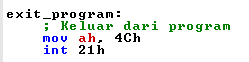 exit_program:
; Keluar dari program
mov ah, 4Ch
int 21h